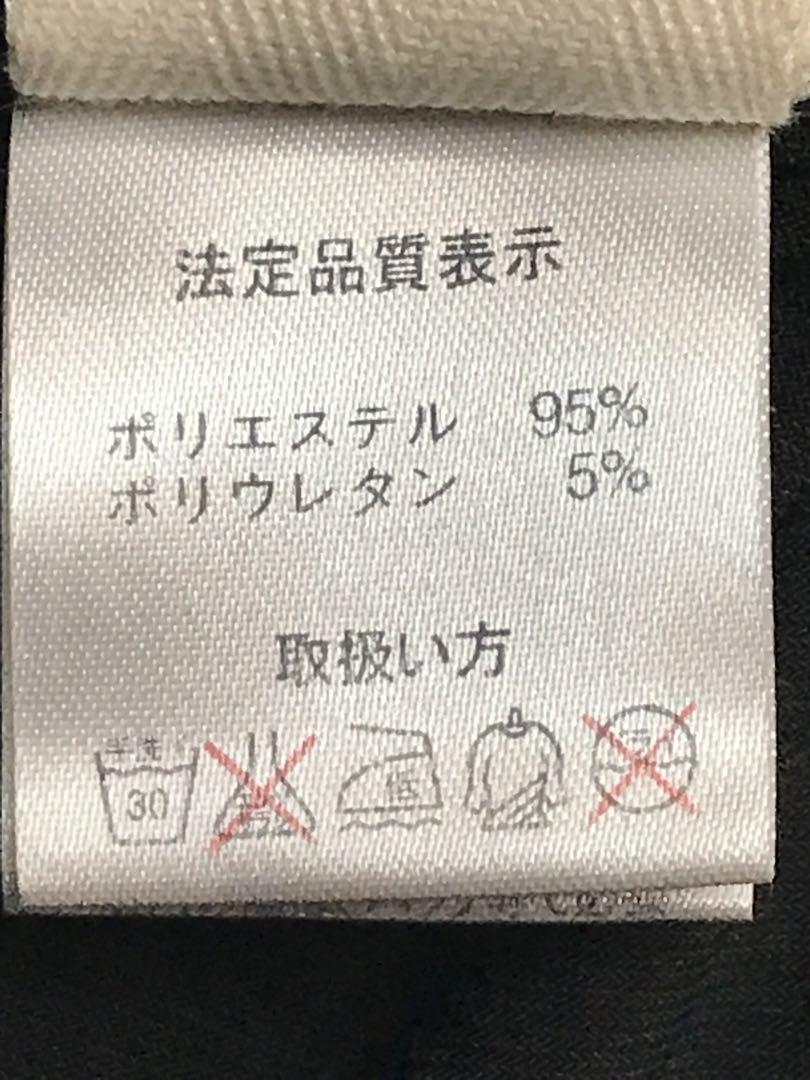 法定品質表示
ポリエステル 95%
ポリウレタン 5%
取扱い方
手洗 30
低